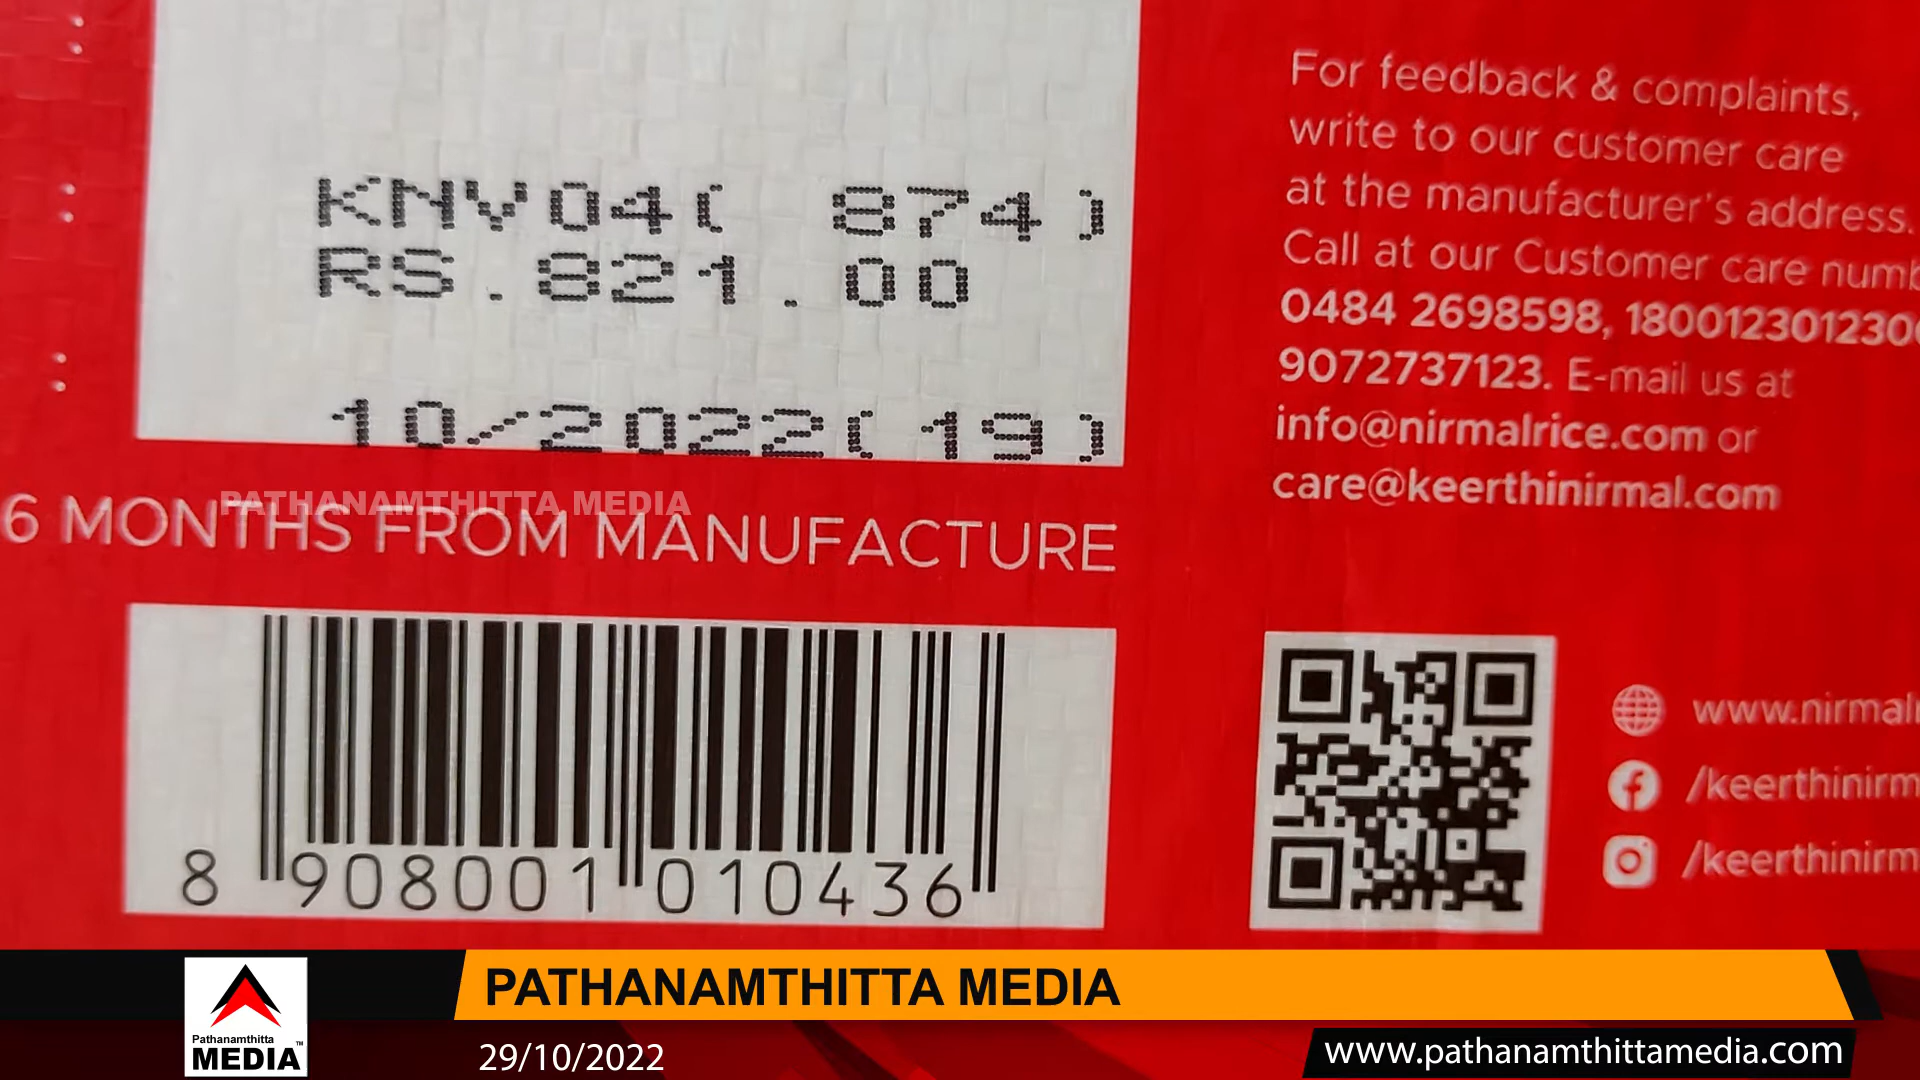 KNV04( 874)
RS.821.00
10/2022(19)
6 MONTHS FROM MANUFACTURE
PATHANAMTHITTA MEDIA
8 908001 010436
For feedback & complaints,
write to our customer care
at the manufacturer's address.
Call at our Customer care numb
0484 2698598, 1800123012300
9072737123. E-mail us at
info@nirmalrice.com or
care@keerthinirmal.com
www.nirmalr
/keerthinirm
/keerthinirm
PATHANAMTHITTA MEDIA
Pathanamthitta
MEDIA™
29/10/2022
www.pathanamthittamedia.com